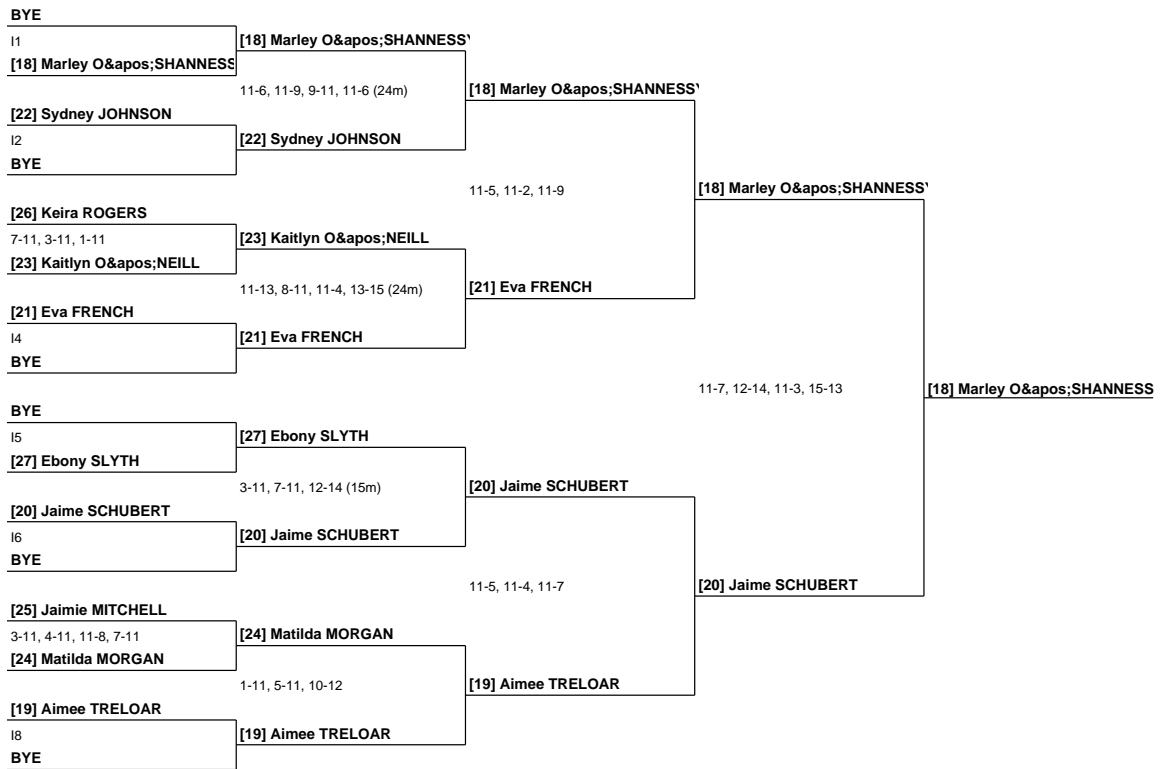 BYE
I1
[18] Marley O&apos;SHANNESS
[18] Marley O&apos;SHANNESSY
11-6, 11-9, 9-11, 11-6 (24m)
[18] Marley O&apos;SHANNESSY
[22] Sydney JOHNSON
I2
[22] Sydney JOHNSON
BYE
11-5, 11-2, 11-9
[18] Marley O&apos;SHANNESSY
[26] Keira ROGERS
7-11, 3-11, 1-11
[23] Kaitlyn O&apos;NEILL
[23] Kaitlyn O&apos;NEILL
11-13, 8-11, 11-4, 13-15 (24m)
[21] Eva FRENCH
[21] Eva FRENCH
I4
[21] Eva FRENCH
BYE
11-7, 12-14, 11-3, 15-13
[18] Marley O&apos;SHANNESS
BYE
I5
[27] Ebony SLYTH
[27] Ebony SLYTH
3-11, 7-11, 12-14 (15m)
[20] Jaime SCHUBERT
[20] Jaime SCHUBERT
I6
[20] Jaime SCHUBERT
BYE
11-5, 11-4, 11-7
[20] Jaime SCHUBERT
[25] Jaimie MITCHELL
3-11, 4-11, 11-8, 7-11
[24] Matilda MORGAN
[24] Matilda MORGAN
1-11, 5-11, 10-12
[19] Aimee TRELOAR
[19] Aimee TRELOAR
I8
[19] Aimee TRELOAR
BYE